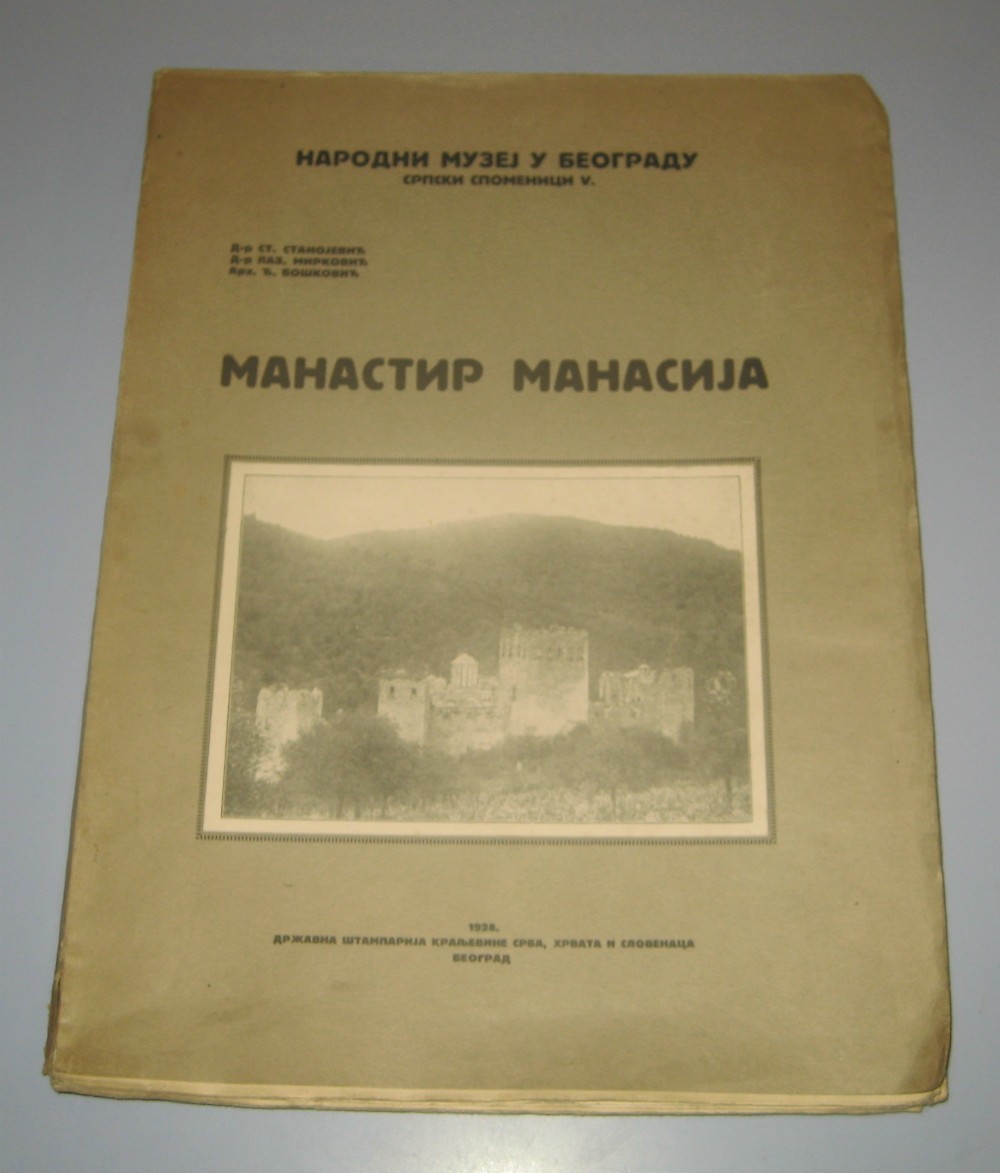 НАРОДНИ МУЗЕЈ У БЕОГРАДУ
СРПСКИ СПОМЕНИЦИ V.
Д-р СТ. СТАНОЈЕВИЋ
Д-р ЛАЗ. МИРКОВИЋ
Арх. Ђ. БОШКОВИЋ
МАНАСТИР МАНАСИЈА
1928.
ДРЖАВНА ШТАМПАРИЈА КРАЉЕВИНЕ СРБА, ХРВАТА И СЛОВЕНАЦА
БЕОГРАД